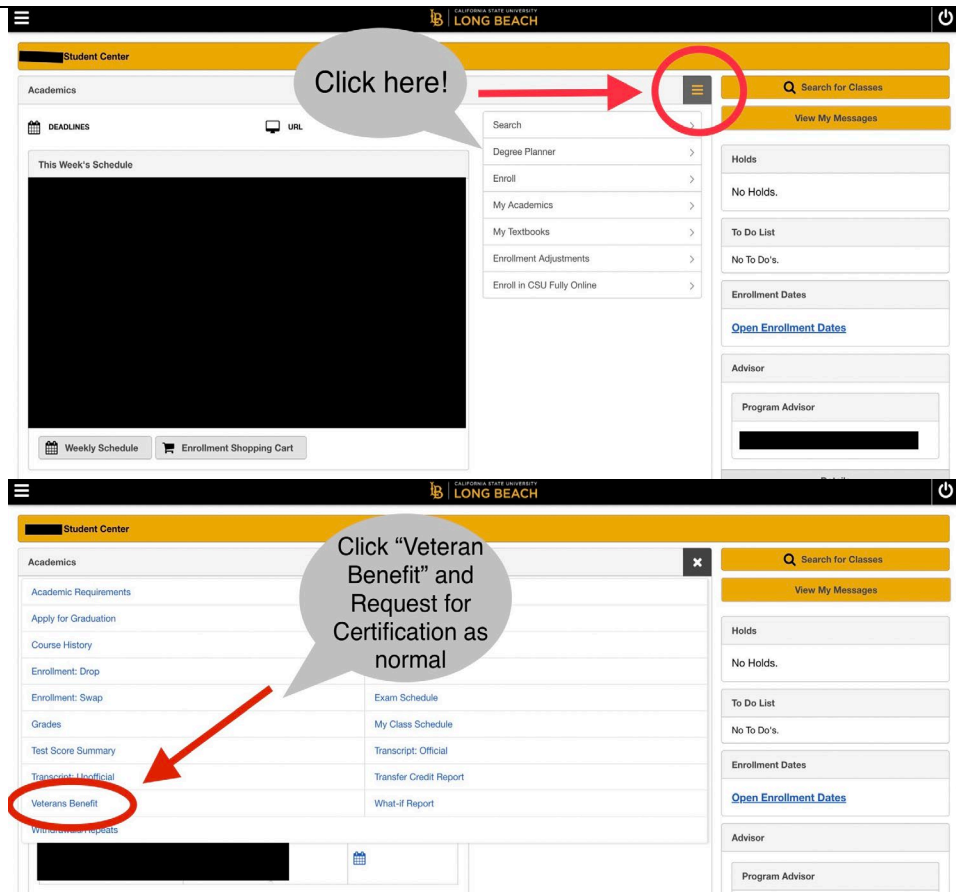 CALIFORNIA STATE UNIVERSITY
LB LONG BEACH
Student Center
Click here!
Academics
Search for Classes
View My Messages
DEADLINES
URL
Search
Degree Planner
Enroll
My Academics
My Textbooks
Enrollment Adjustments
Enroll in CSU Fully Online
This Week's Schedule
Weekly Schedule
Enrollment Shopping Cart
Holds
No Holds.
To Do List
No To Do's.
Enrollment Dates
Open Enrollment Dates
Advisor
Program Advisor
CALIFORNIA STATE UNIVERSITY
LB LONG BEACH
Student Center
Click “Veteran
Benefit” and
Request for
Certification as
normal
Academics
Academic Requirements
Apply for Graduation
Course History
Enrollment: Drop
Enrollment: Swap
Exam Schedule
Grades
My Class Schedule
Test Score Summary
Transcript: Official
Transcript: Unofficial
Transfer Credit Report
Veterans Benefit
What-if Report
Search for Classes
View My Messages
Holds
No Holds.
To Do List
No To Do's.
Enrollment Dates
Open Enrollment Dates
Advisor
Program Advisor